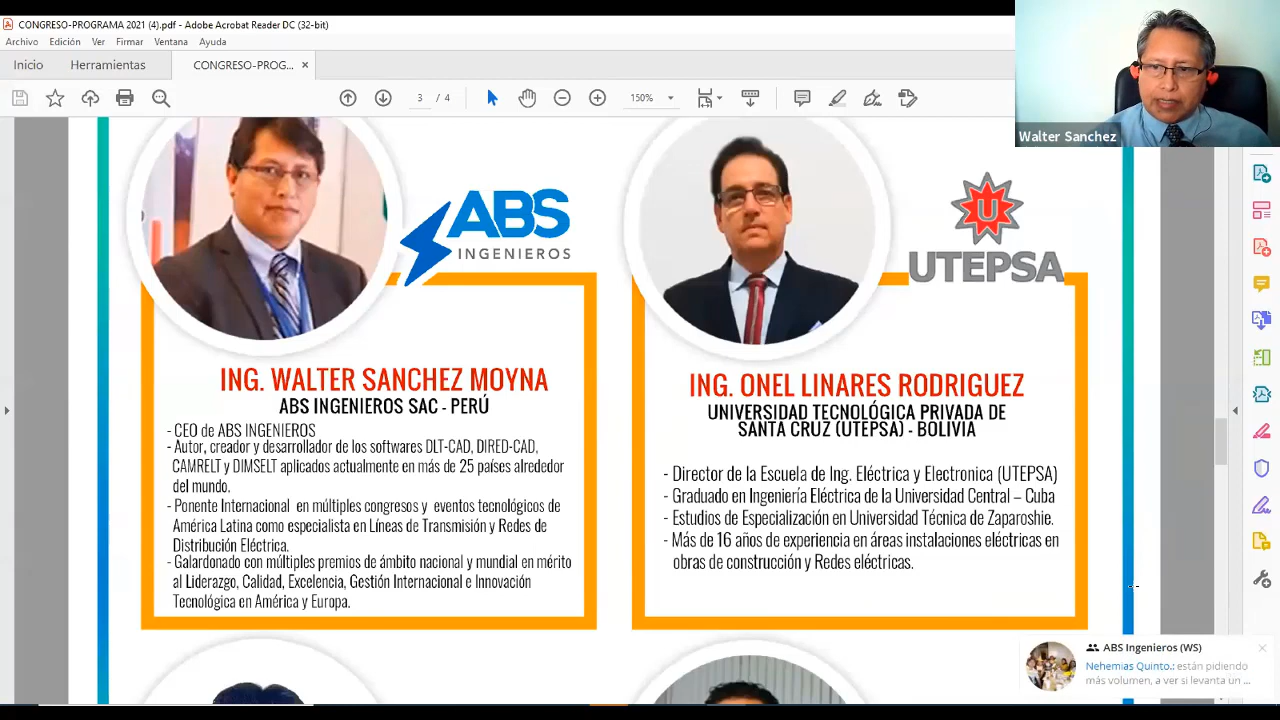 CONGRESO-PROGRAMA 2021 (4).pdf - Adobe Acrobat Reader DC (32-bit)
Archivo Edición Ver Firmar Ventana Ayuda
Inicio Herramientas CONGRESO-PROG... ×
3 / 4 150%
Walter Sanchez
ABS
INGENIEROS
U
UTEPSA
ING. WALTER SANCHEZ MOYNA
ABS INGENIEROS SAC - PERÚ
- CEO de ABS INGENIEROS
- Autor, creador y desarrollador de los softwares DLT-CAD, DIRED-CAD,
CAMRELT y DIMSELT aplicados actualmente en más de 25 países alrededor
del mundo.
- Ponente Internacional en múltiples congresos y eventos tecnológicos de
América Latina como especialista en Líneas de Transmisión y Redes de
Distribución Eléctrica.
- Galardonado con múltiples premios de ámbito nacional y mundial en mérito
al Liderazgo, Calidad, Excelencia, Gestión Internacional e Innovación
Tecnológica en América y Europa.
ING. ONEL LINARES RODRIGUEZ
UNIVERSIDAD TECNOLÓGICA PRIVADA DE
SANTA CRUZ (UTEPSA) - BOLIVIA
- Director de la Escuela de Ing. Eléctrica y Electronica (UTEPSA)
- Graduado en Ingeniería Eléctrica de la Universidad Central – Cuba
- Estudios de Especialización en Universidad Técnica de Zaparoshie.
- Más de 16 años de experiencia en áreas instalaciones eléctricas en
obras de construcción y Redes eléctricas.
ABS Ingenieros (WS)
Nehemias Quinto.: están pidiendo
más volumen, a ver si levanta un ...